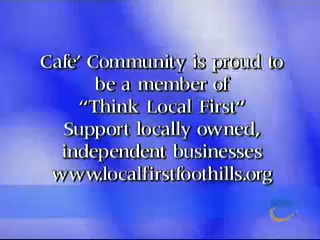 Cafe' Community is proud to
be a member of
"Think Local First"
Support locally owned,
independent businesses
www.localfirstfoothills.org